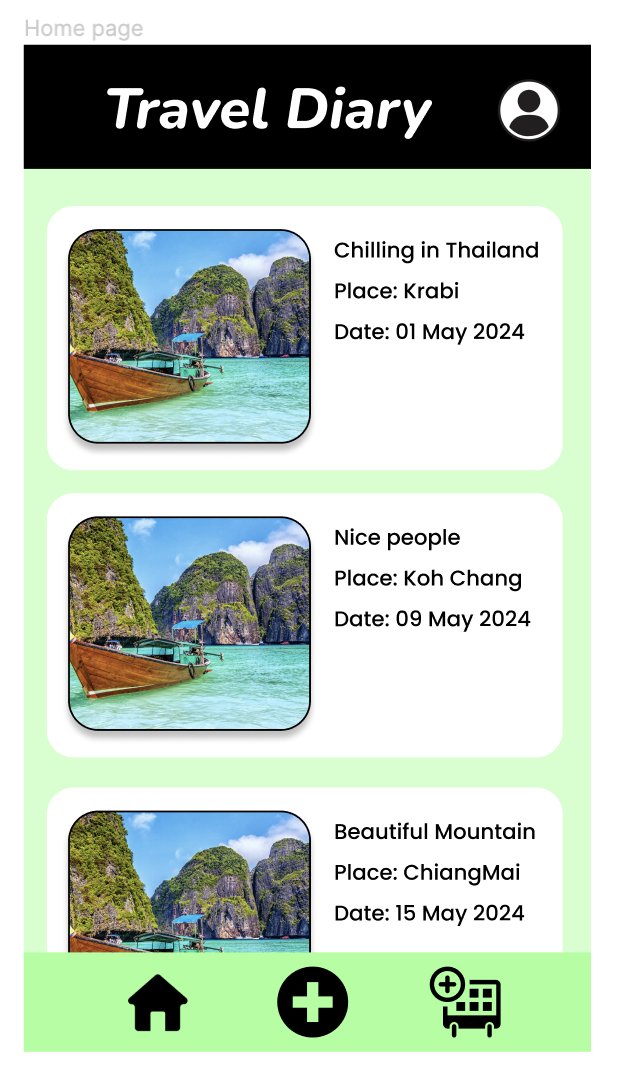 Home page
Travel Diary
Chilling in Thailand
Place: Krabi
Date: 01 May 2024
Nice people
Place: Koh Chang
Date: 09 May 2024
Beautiful Mountain
Place: ChiangMai
Date: 15 May 2024